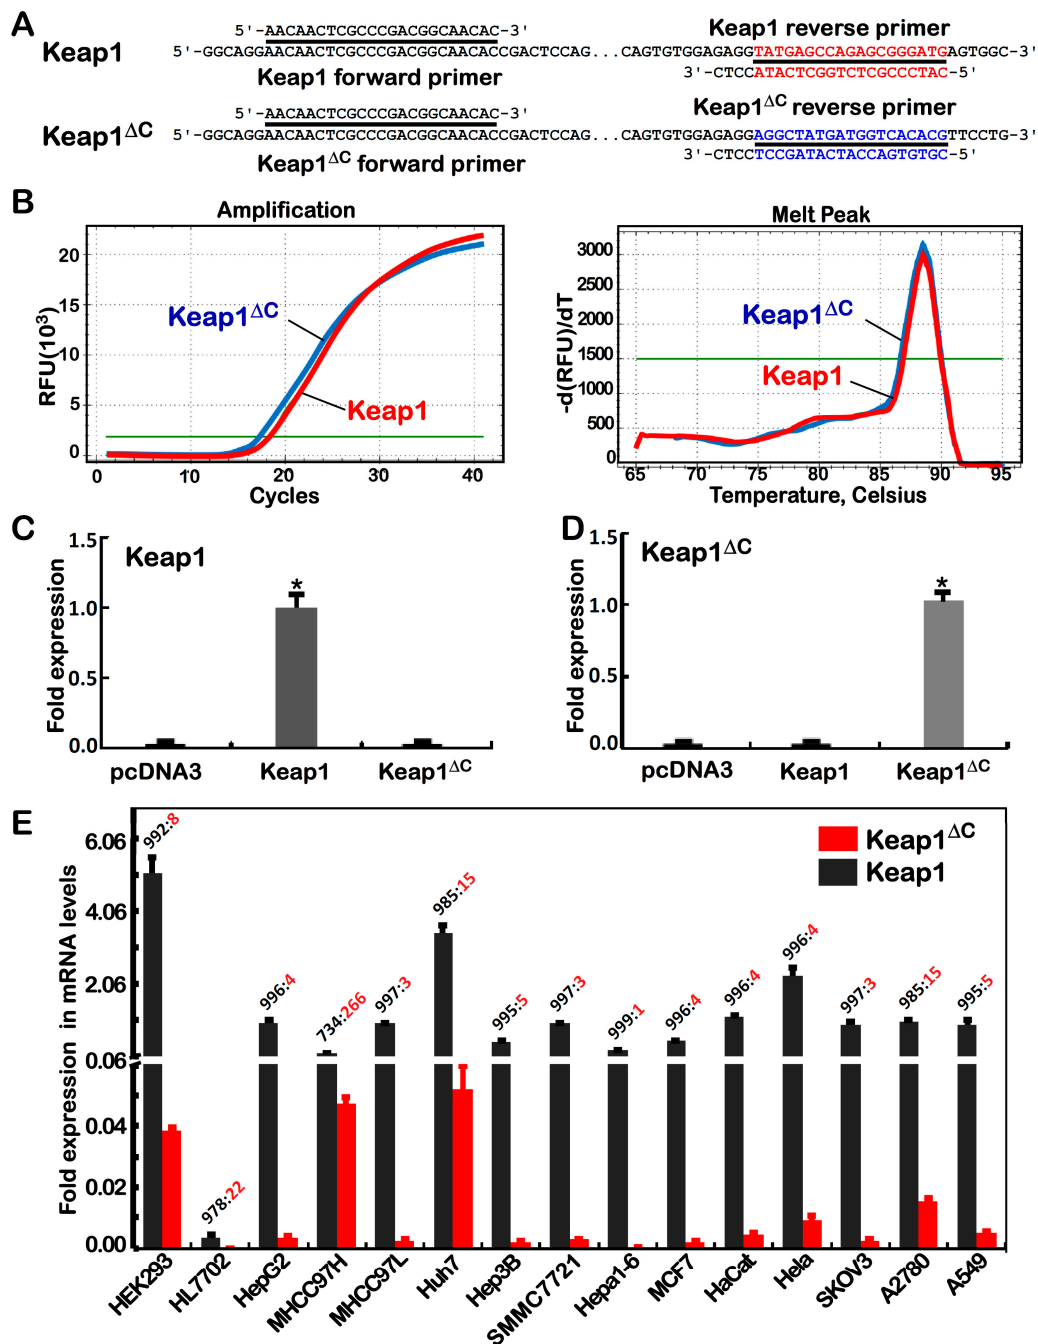 A
5'-AACAACTCGCCCGACGGCAACAC-3'
Keap1 reverse primer
Keap1
5'-GGCAGGAACAACTCGCCCGACGGCAACACCGACTCCAG...CAGTGTGGAGAGGTATGAGCCAGAGCGGGATGAGTGGC-3'
Keap1 forward primer
3'-CTCCATACTCGGTCTCGCCCTAC-5'
5'-AACAACTCGCCCGACGGCAACAC-3'
Keap1ΔC reverse primer
Keap1ΔC
5'-GGCAGGAACAACTCGCCCGACGGCAACACCGACTCCAG...CAGTGTGGAGAGGAGGCTATGATGGTCACACGTTCCTG-3'
Keap1ΔC forward primer
3'-CTCCTCCGATACTACCAGTGTGC-5'
B
Amplification
RFU(10³)
20
15
10
5
0
Keap1ΔC
Keap1
0 10 20 30 40
Cycles
Melt Peak
-d(RFU)/dT
3000
2500
2000
1500
1000
500
0
Keap1ΔC
Keap1
65 70 75 80 85 90 95
Temperature, Celsius
C
Keap1
Fold expression
1.5
1.0
0.5
0.0
*
pcDNA3 Keap1 Keap1ΔC
D
Keap1ΔC
Fold expression
1.5
1.0
0.5
0.0
*
pcDNA3 Keap1 Keap1ΔC
E
Fold expression in mRNA levels
6.06
4.06
2.06
0.06
0.04
0.02
0.00
Keap1ΔC
Keap1
992:8
978:22
996:4
734:266
997:3
985:15
995:5
997:3
999:1
996:4
996:4
996:4
997:3
985:15
995:5
HEK293
HL7702
HepG2
MHCC97H
MHCC97L
Huh7
Hep3B
SMMC7721
Hepa1-6
MCF7
HaCat
Hela
SKOV3
A2780
A549